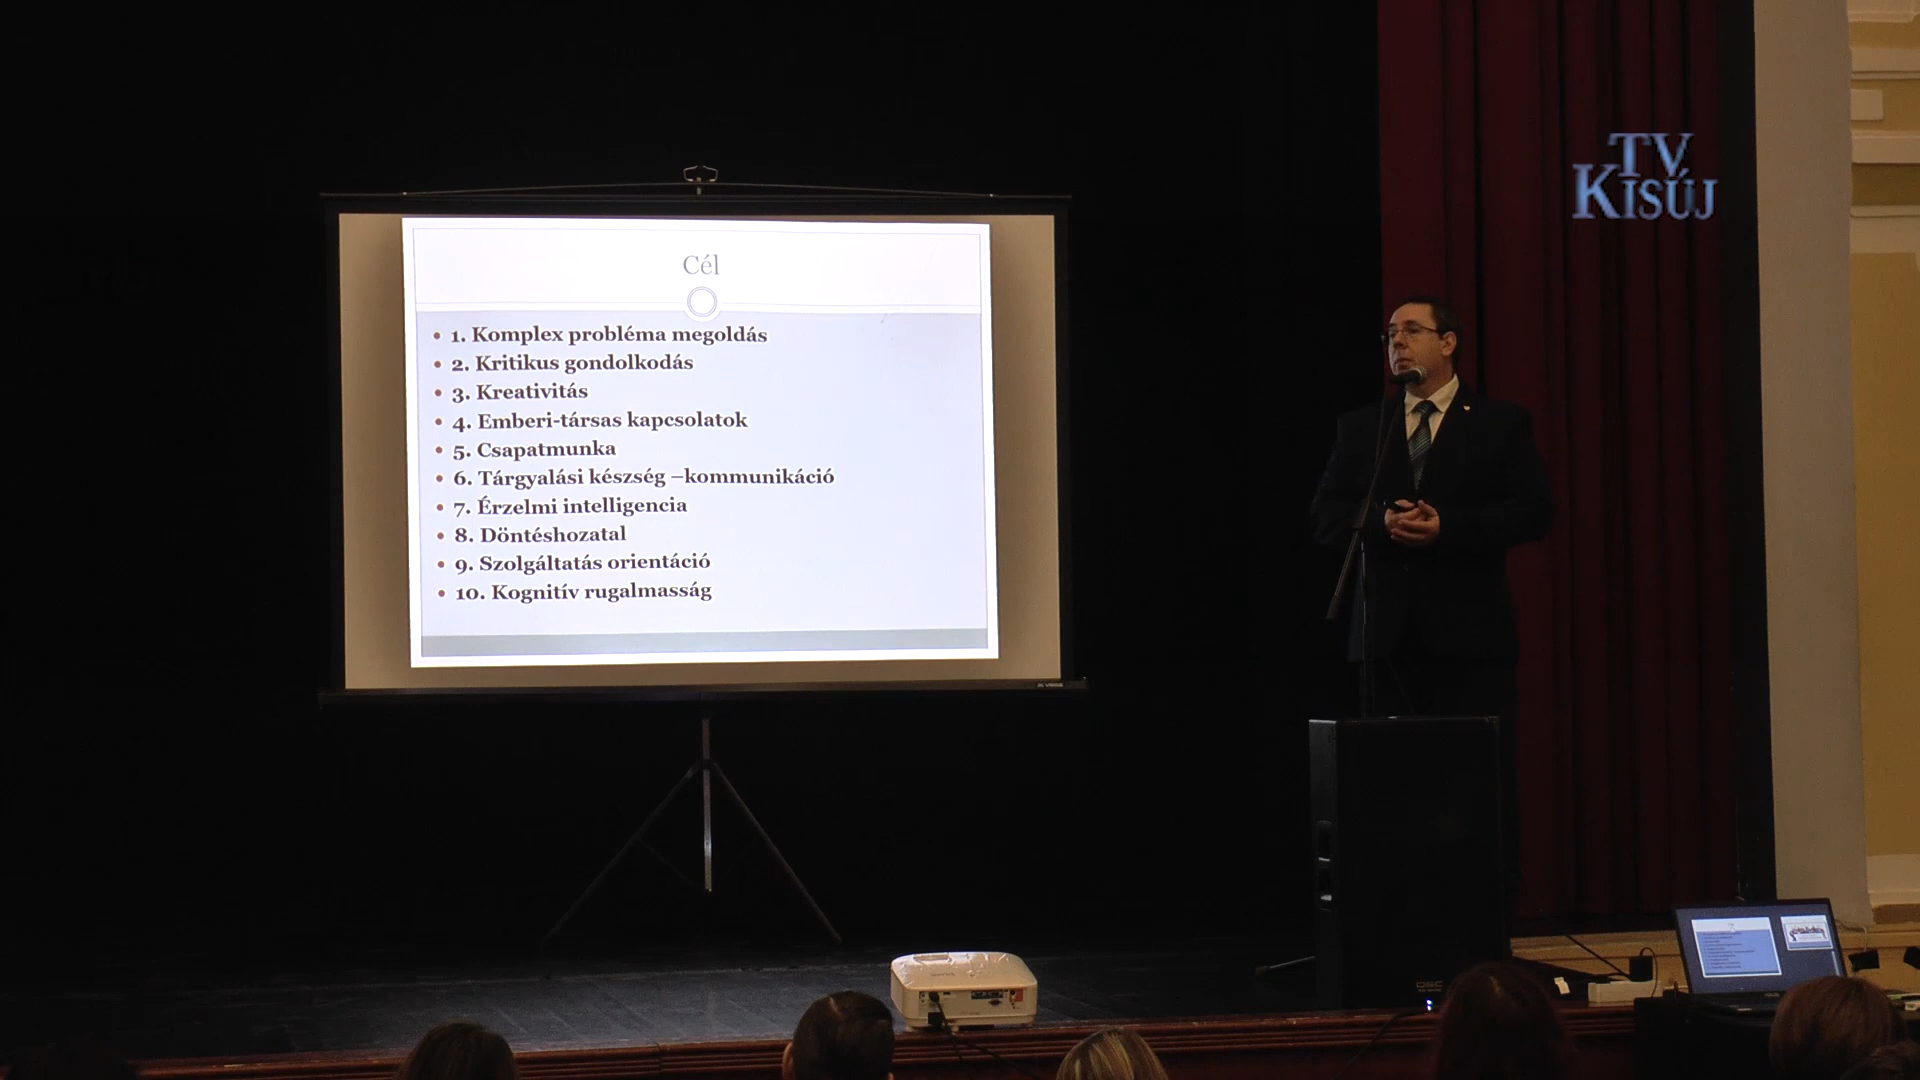 TV
KISÚJ
Cél
• 1. Komplex probléma megoldás
• 2. Kritikus gondolkodás
• 3. Kreativitás
• 4. Emberi-társas kapcsolatok
• 5. Csapatmunka
• 6. Tárgyalási készség –kommunikáció
• 7. Érzelmi intelligencia
• 8. Döntéshozatal
• 9. Szolgáltatás orientáció
• 10. Kognitív rugalmasság
QSC